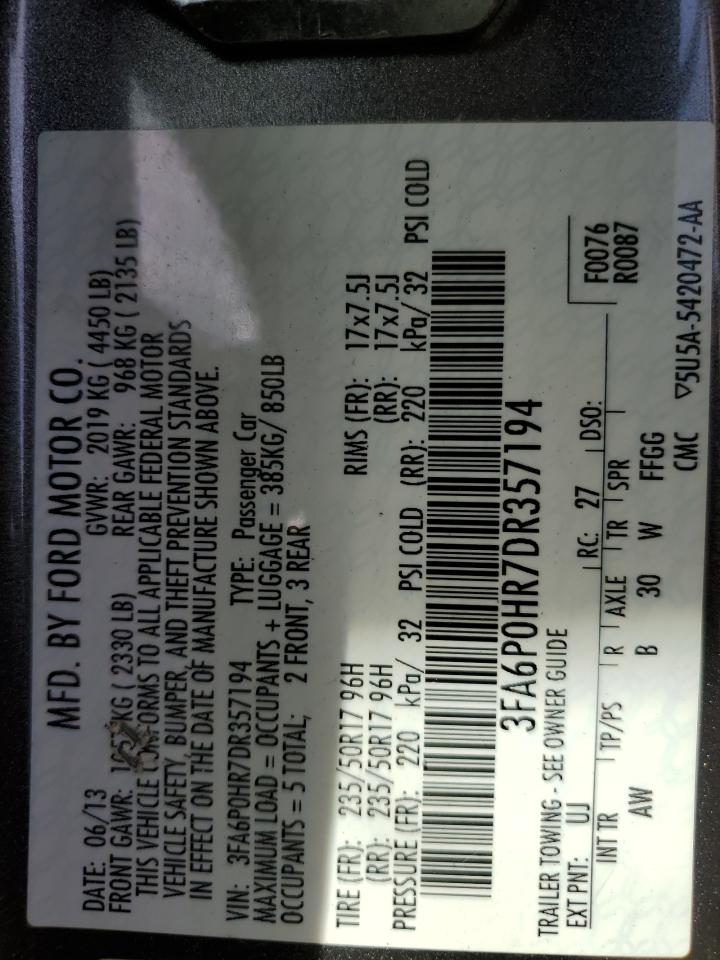 MFD. BY FORD MOTOR CO.
DATE: 06/13 GVWR: 2019 KG ( 4450 LB)
FRONT GAWR: KG ( 2330 LB) REAR GAWR: 968 KG ( 2135 LB)
THIS VEHICLE CONFORMS TO ALL APPLICABLE FEDERAL MOTOR
VEHICLE SAFETY, BUMPER, AND THEFT PREVENTION STANDARDS
IN EFFECT ON THE DATE OF MANUFACTURE SHOWN ABOVE.
VIN: 3FA6P0HR7DR357194 TYPE: Passenger Car
MAXIMUM LOAD = OCCUPANTS + LUGGAGE = 385KG/ 850LB
OCCUPANTS = 5 TOTAL; 2 FRONT, 3 REAR
TIRE (FR): 235/50R17 96H RIMS (FR): 17x7.5J
(RR): 235/50R17 96H (RR): 17x7.5J
PRESSURE (FR): 220 kPa/ 32 PSI COLD (RR): 220 kPa/ 32 PSI COLD
3FA6P0HR7DR357194
TRAILER TOWING - SEE OWNER GUIDE
F0076
R0087
EXT PNT: UJ RC: 27 DSO:
INT TR TP/PS R AXLE TR SPR
AW B 30 W FFGG
CMC ▽5U5A-5420472-AA